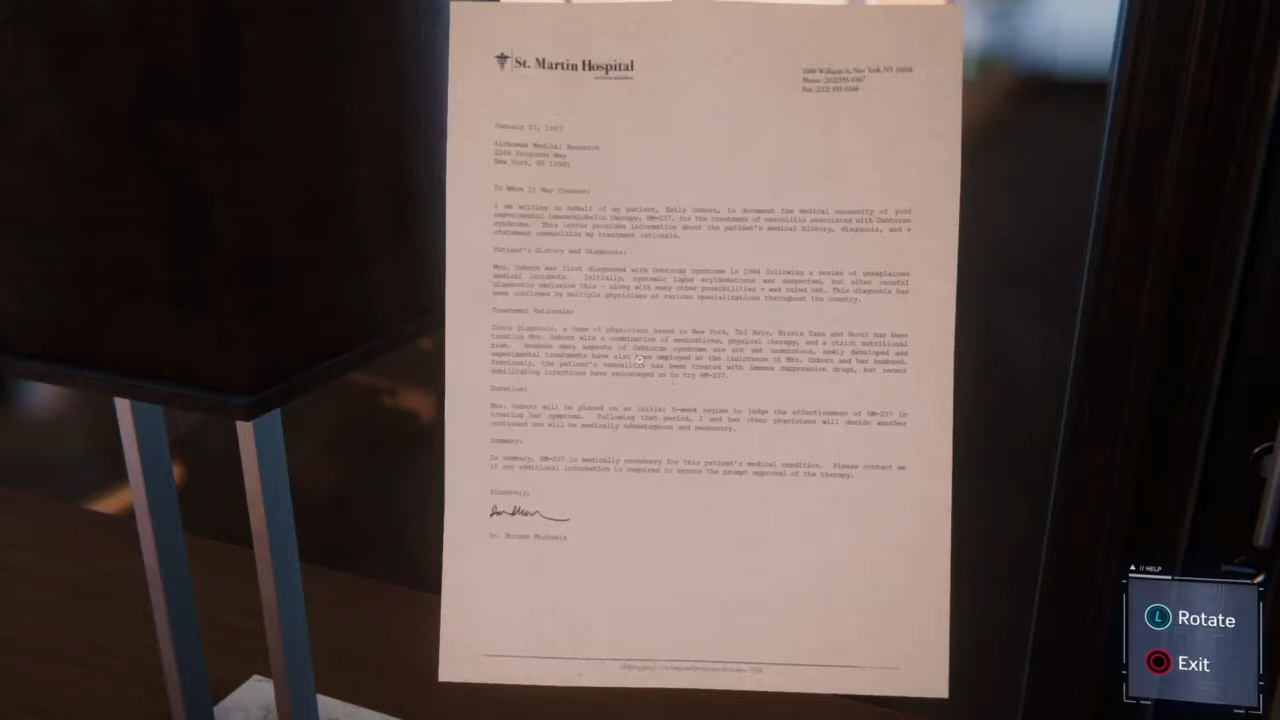 St. Martin Hospital
2000 William St, New York, NY 10038
Phone: (212) 555-0167
Fax: (212) 555-0166
January 1987
Alchemax Medical Research
Way
New York, NY 10001
To Whom It May Concern:
I am writing on behalf of my patient, Emily Osborn, to document the medical necessity of your
experimental immunoglobulin therapy, HM-237, for the treatment of vasculitis associated with Oshtoran
syndrome. This letter provides information about the patient's medical history, diagnosis, and a
statement summarizing my treatment rationale.
Patient's History and Diagnosis:
Mrs. Osborn was first diagnosed with Oshtoran syndrome in 1984 following a series of unexplained
medical incidents. Initially, systemic lupus erythematosus was suspected, but after careful
diagnostic exclusion this - along with many other possibilities - was ruled out. This diagnosis has
been confirmed by multiple physicians of various specializations throughout the country.
Treatment Rationale:
Since diagnosis, a team of physicians based in New York, Tel Aviv, Birnin Zana and Seoul has been
treating Mrs. Osborn with a combination of medications, physical therapy, and a strict nutritional
plan. Because many aspects of Oshtoran syndrome are not yet understood, newly developed and
experimental treatments have also been employed at the insistence of Mrs. Osborn and her husband.
Previously, the patient's vasculitis has been treated with immune suppression drugs, but recent
debilitating infections have encouraged us to try HM-237.
Duration:
Mrs. Osborn will be placed on an initial 6-week regime to judge the effectiveness of HM-237 in
treating her symptoms. Following that period, I and her other physicians will decide whether
continued use will be medically advantageous and necessary.
Summary:
In summary, HM-237 is medically necessary for this patient's medical condition. Please contact me
if any additional information is required to ensure the prompt approval of the therapy.
Sincerely,
Dr. Morgan Michaels
// HELP
L Rotate
Exit